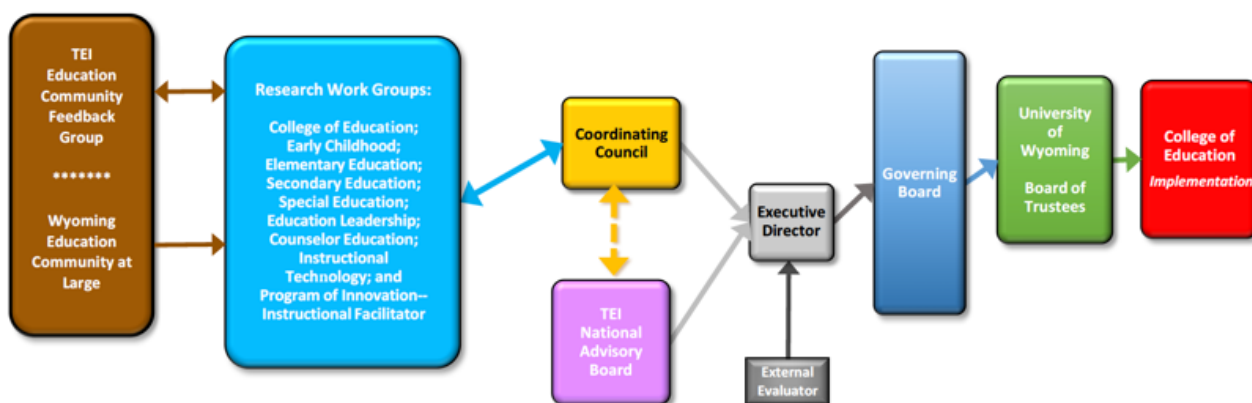 TEI
Education
Community
Feedback
Group
*******
Wyoming
Education
Community at
Large
Research Work Groups:
College of Education;
Early Childhood;
Elementary Education;
Secondary Education;
Special Education;
Education Leadership;
Counselor Education;
Instructional
Technology; and
Program of Innovation--
Instructional Facilitator
Coordinating
Council
TEI
National
Advisory
Board
Executive
Director
External
Evaluator
Governing
Board
University
of
Wyoming
Board of
Trustees
College of
Education
Implementation